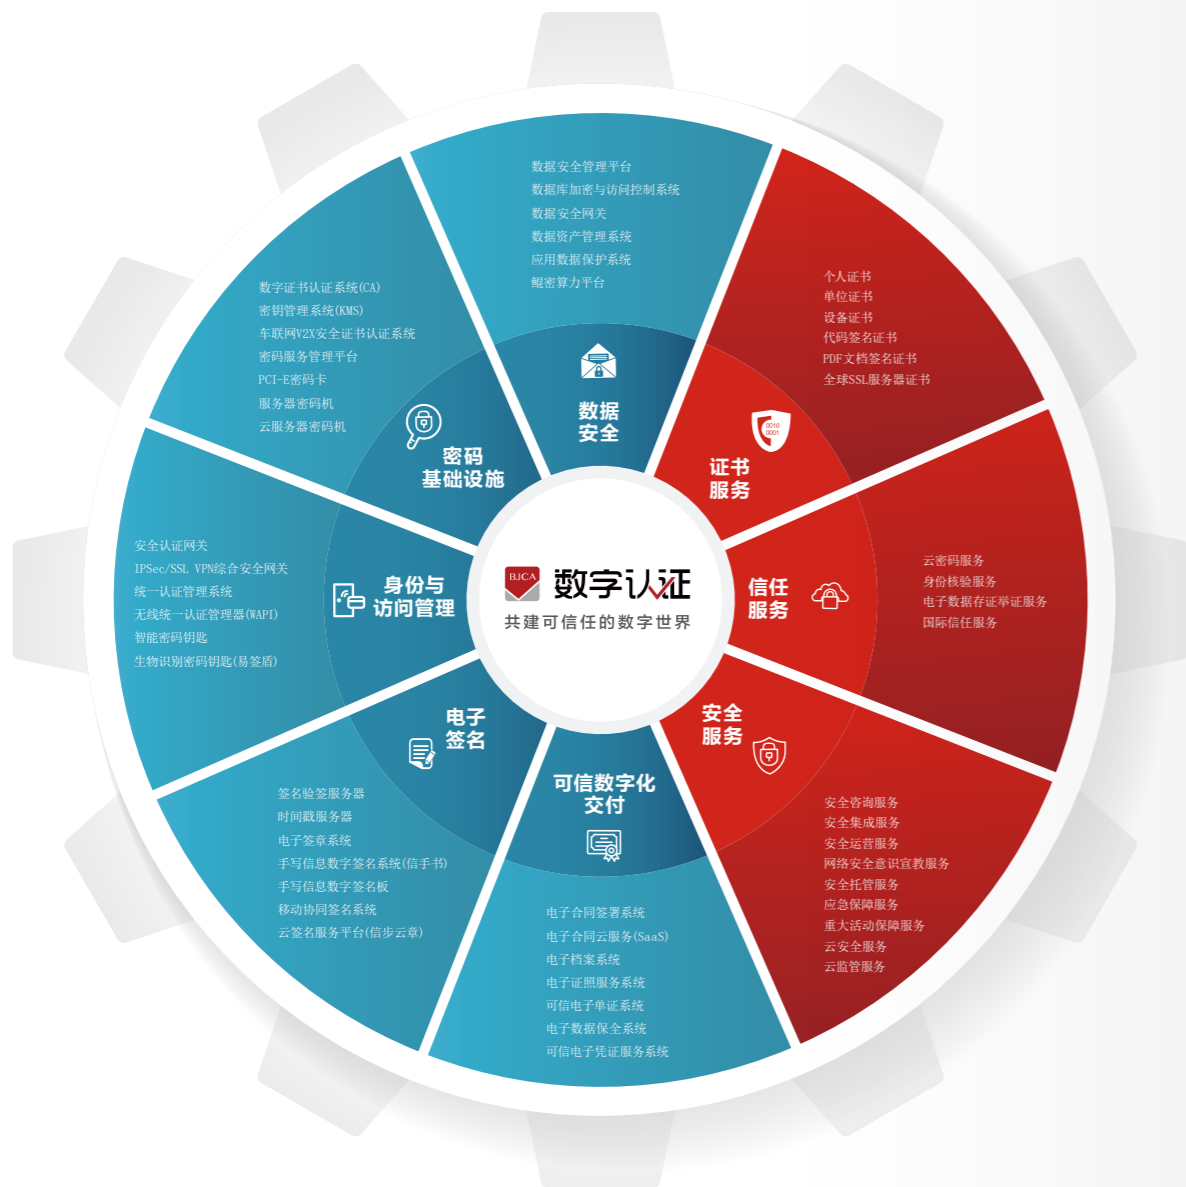 数据安全管理平台
数据库加密与访问控制系统
数据安全网关
数据资产管理系统
应用数据保护系统
鲲密算力平台
数据
安全
个人证书
单位证书
设备证书
代码签名证书
PDF文档签名证书
全球SSL服务器证书
0010
0001
证书
服务
云密码服务
身份核验服务
电子数据存证举证服务
国际信任服务
信任
服务
安全咨询服务
安全集成服务
安全运营服务
网络安全意识宣教服务
安全托管服务
应急保障服务
重大活动保障服务
云安全服务
云监管服务
安全
服务
可信数字化
交付
电子合同签署系统
电子合同云服务(SaaS)
电子档案系统
电子证照服务系统
可信电子单证系统
电子数据保全系统
可信电子凭证服务系统
电子
签名
签名验签服务器
时间戳服务器
电子签章系统
手写信息数字签名系统(信手书)
手写信息数字签名板
移动协同签名系统
云签名服务平台(信步云章)
身份与
访问管理
安全认证网关
IPSec/SSL VPN综合安全网关
统一认证管理系统
无线统一认证管理器(WAPI)
智能密码钥匙
生物识别密码钥匙(易签盾)
数字证书认证系统(CA)
密钥管理系统(KMS)
车联网V2X安全证书认证系统
密码服务管理平台
PCI-E密码卡
服务器密码机
云服务器密码机
密码
基础设施
BJCA 数字认证
共建可信任的数字世界